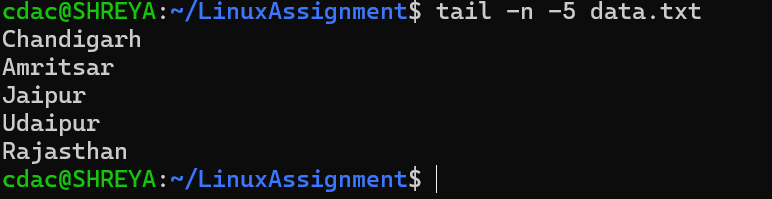 cdac@SHREYA:~/LinuxAssignment$ tail -n -5 data.txt
Chandigarh
Amritsar
Jaipur
Udaipur
Rajasthan
cdac@SHREYA:~/LinuxAssignment$